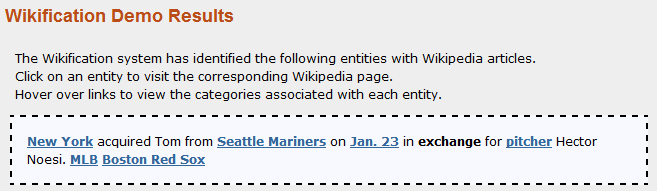 Wikification Demo Results
The Wikification system has identified the following entities with Wikipedia articles.
Click on an entity to visit the corresponding Wikipedia page.
Hover over links to view the categories associated with each entity.
New York acquired Tom from Seattle Mariners on Jan. 23 in exchange for pitcher Hector
Noesi. MLB Boston Red Sox